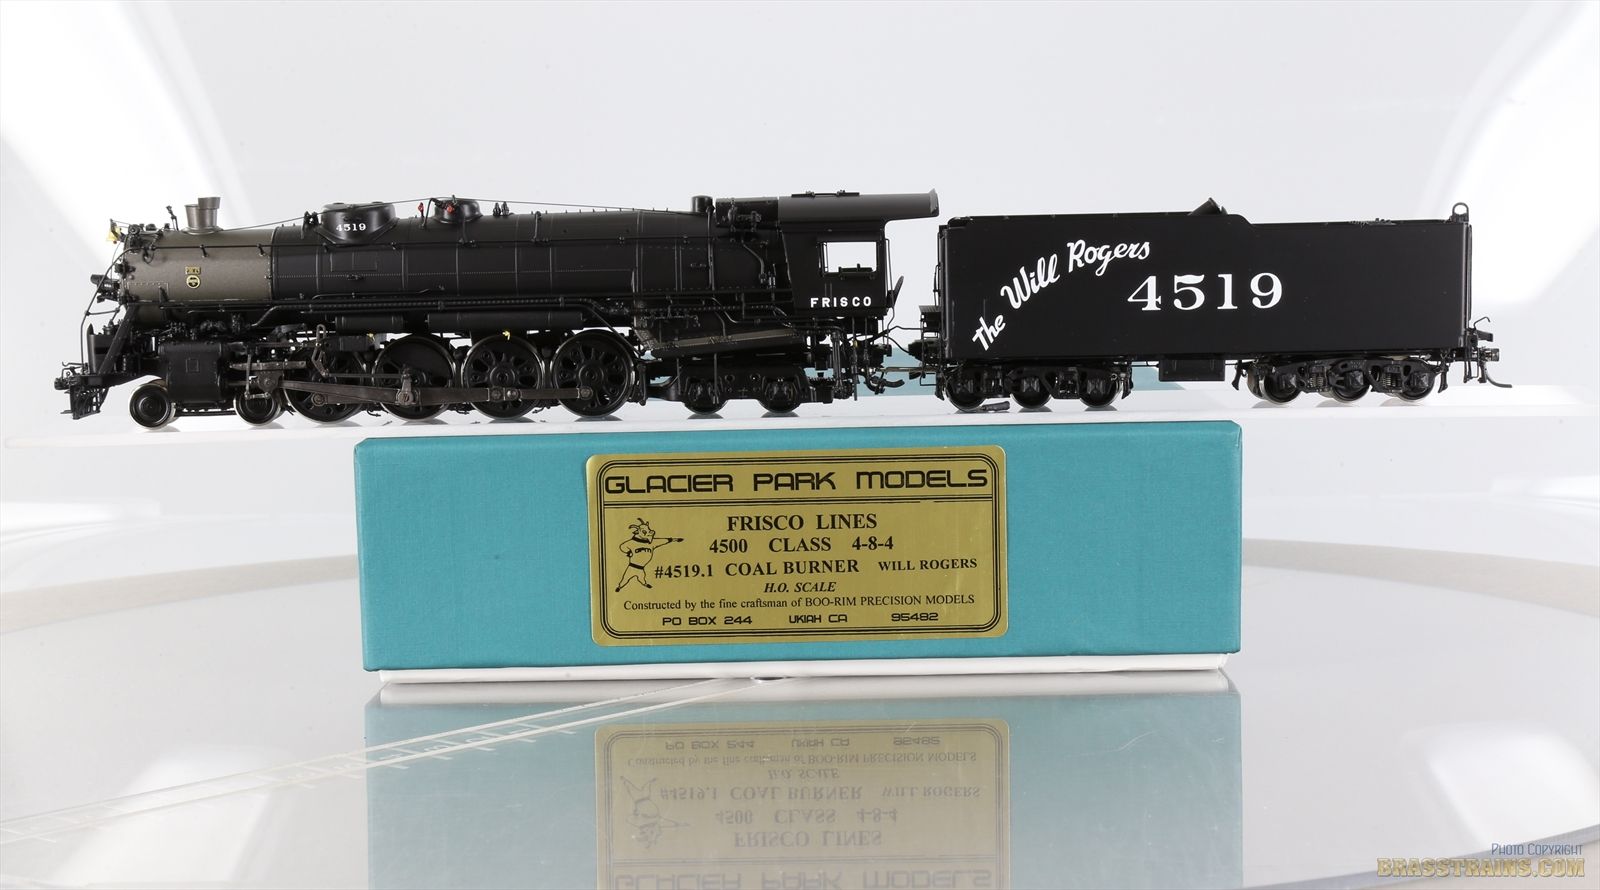 4519
FRISCO
The Will Rogers
4519
GLACIER PARK MODELS
FRISCO LINES
4500 CLASS 4-8-4
#4519.1 COAL BURNER WILL ROGERS
H.O. SCALE
Constructed by the fine craftsman of BOO-RIM PRECISION MODELS
PO BOX 244 UKIAH CA 95482
PHOTO COPYRIGHT
BRASSTRAINS.COM